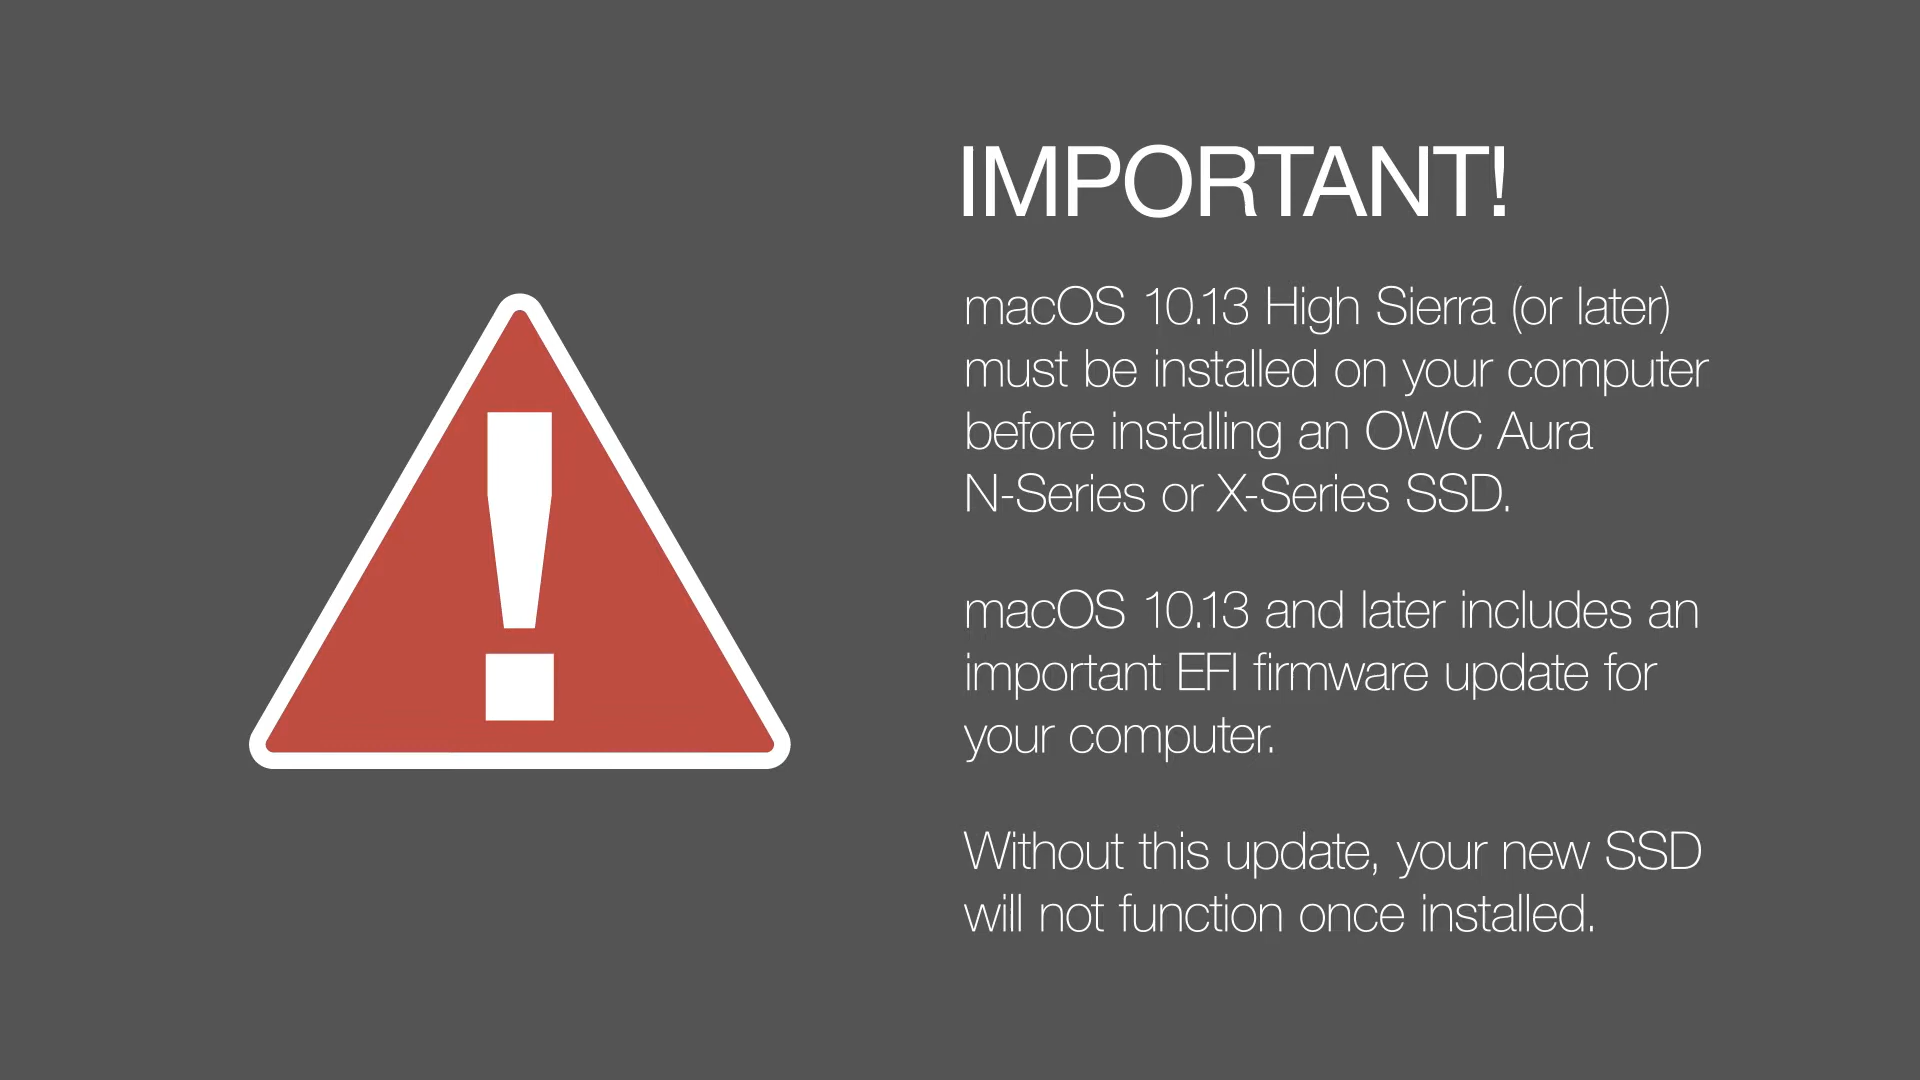 IMPORTANT!
macOS 10.13 High Sierra (or later)
must be installed on your computer
before installing an OWC Aura
N-Series or X-Series SSD.
macOS 10.13 and later includes an
important EFI firmware update for
your computer.
Without this update, your new SSD
will not function once installed.